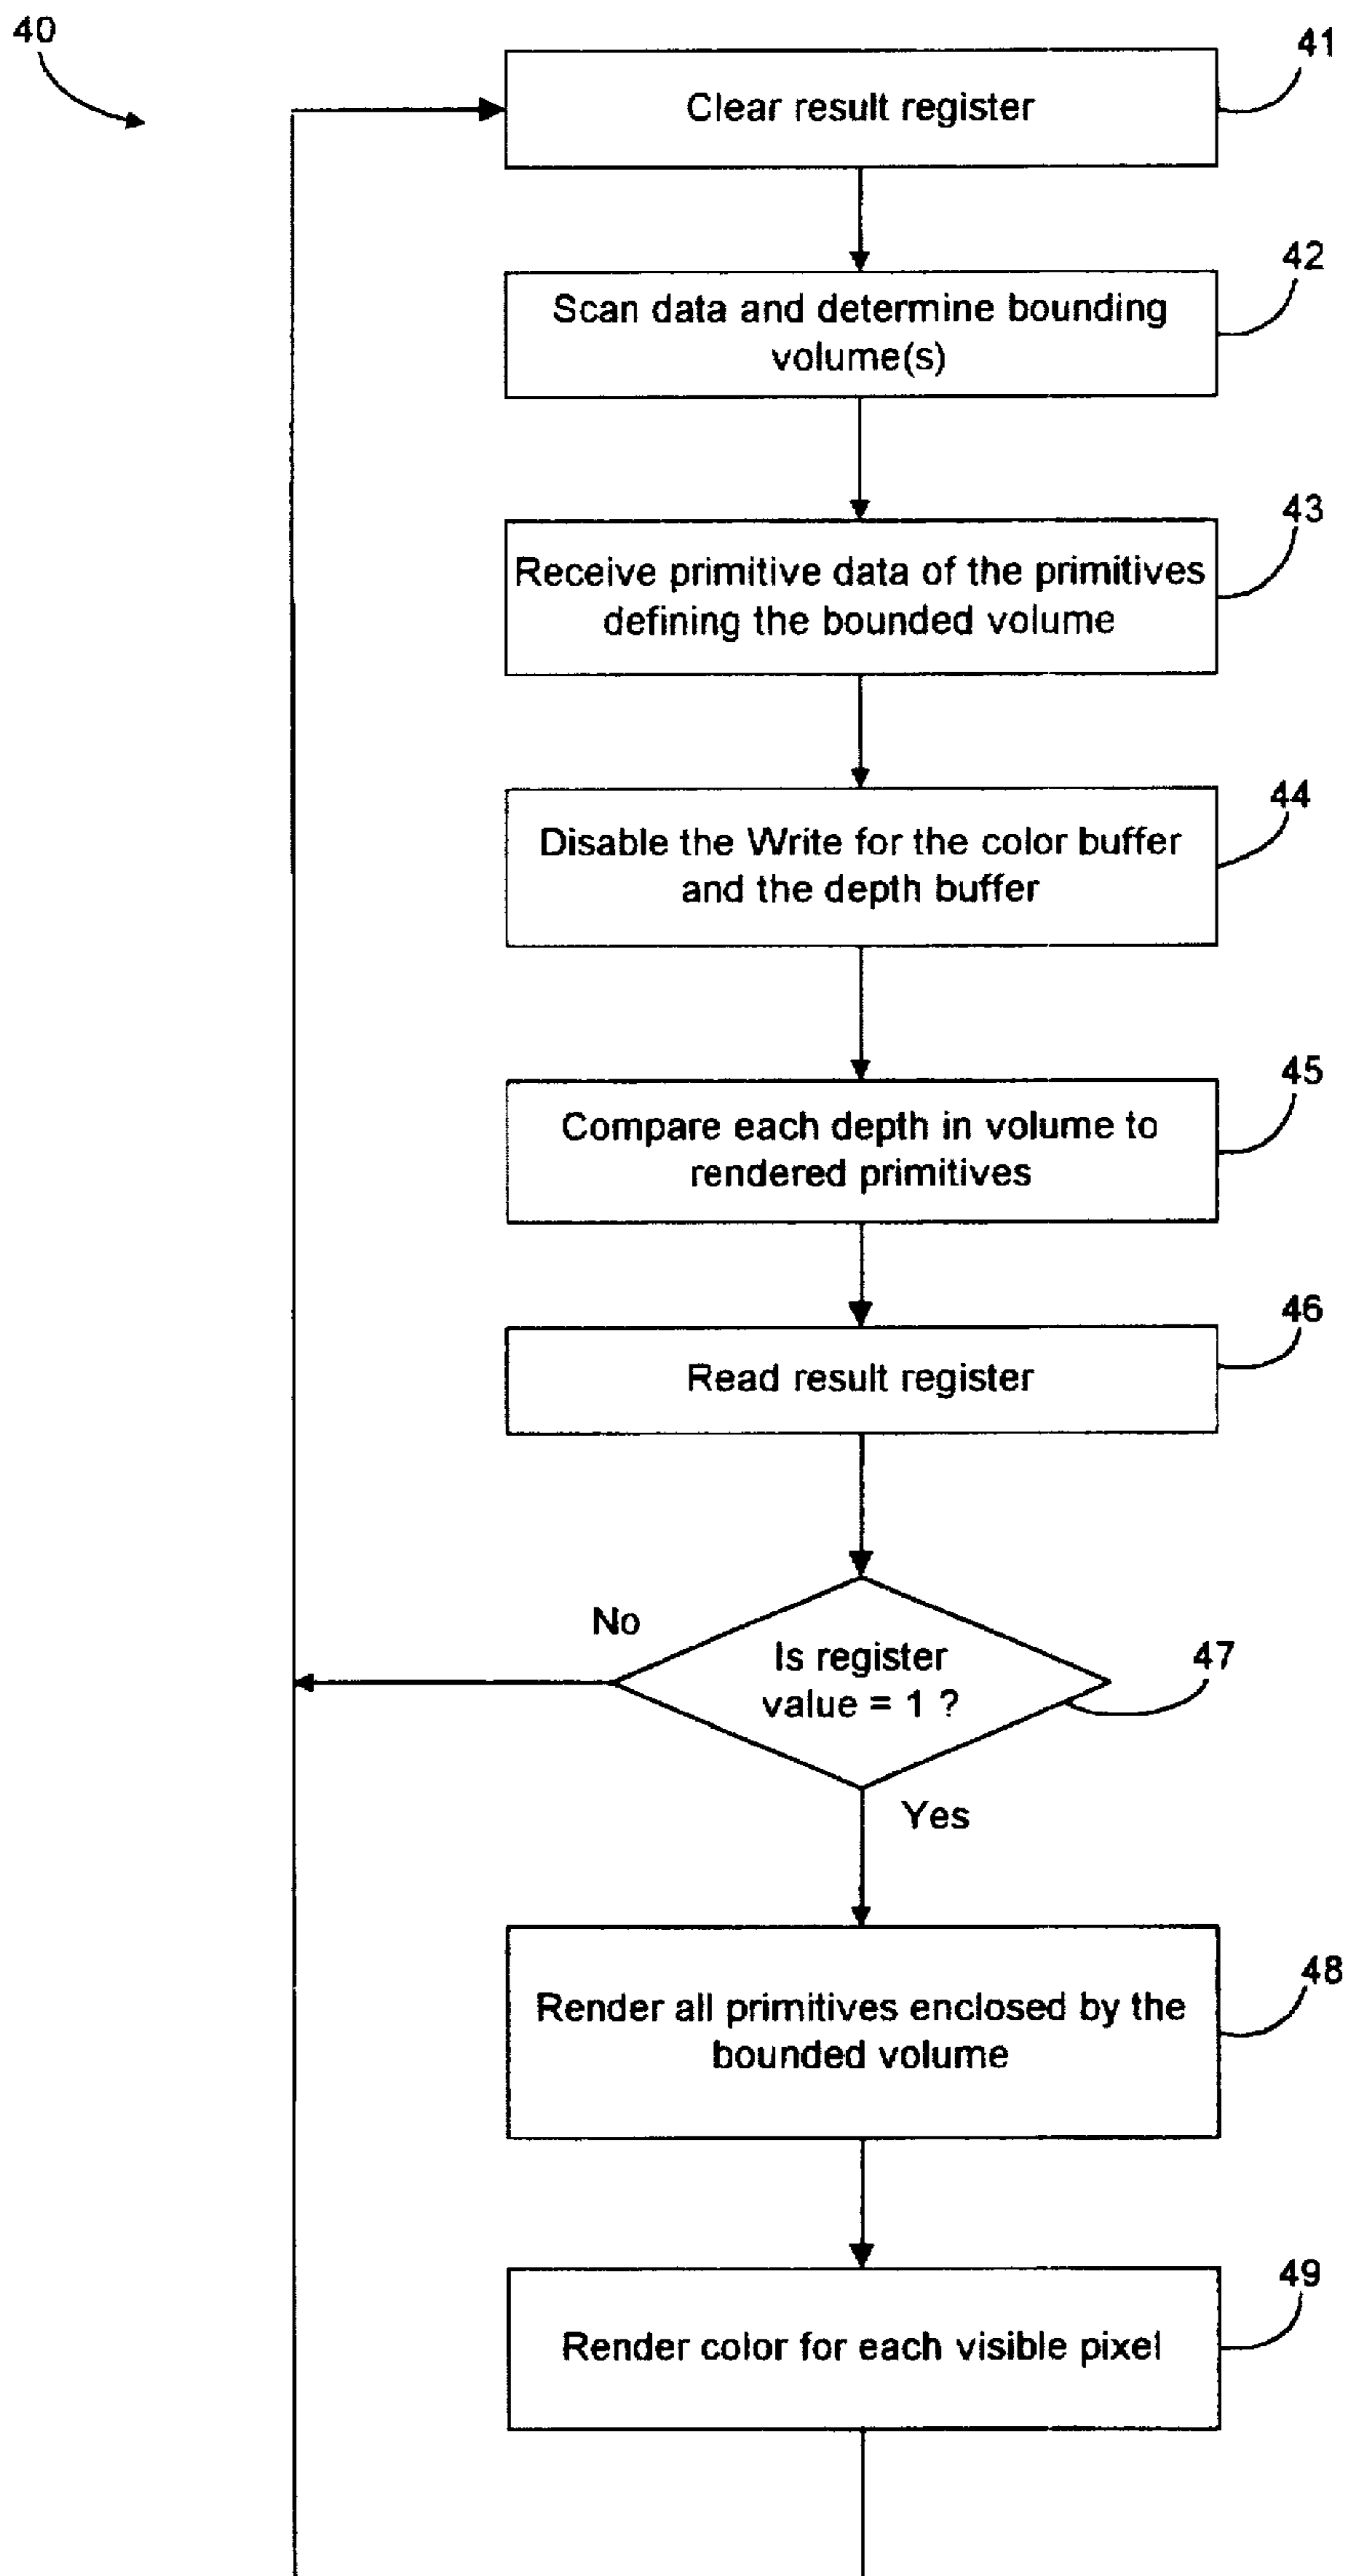 40
41
Clear result register
42
Scan data and determine bounding
volume(s)
43
Receive primitive data of the primitives
defining the bounded volume
44
Disable the Write for the color buffer
and the depth buffer
45
Compare each depth in volume to
rendered primitives
46
Read result register
No
Is register
value = 1 ?
47
Yes
48
Render all primitives enclosed by the
bounded volume
49
Render color for each visible pixel